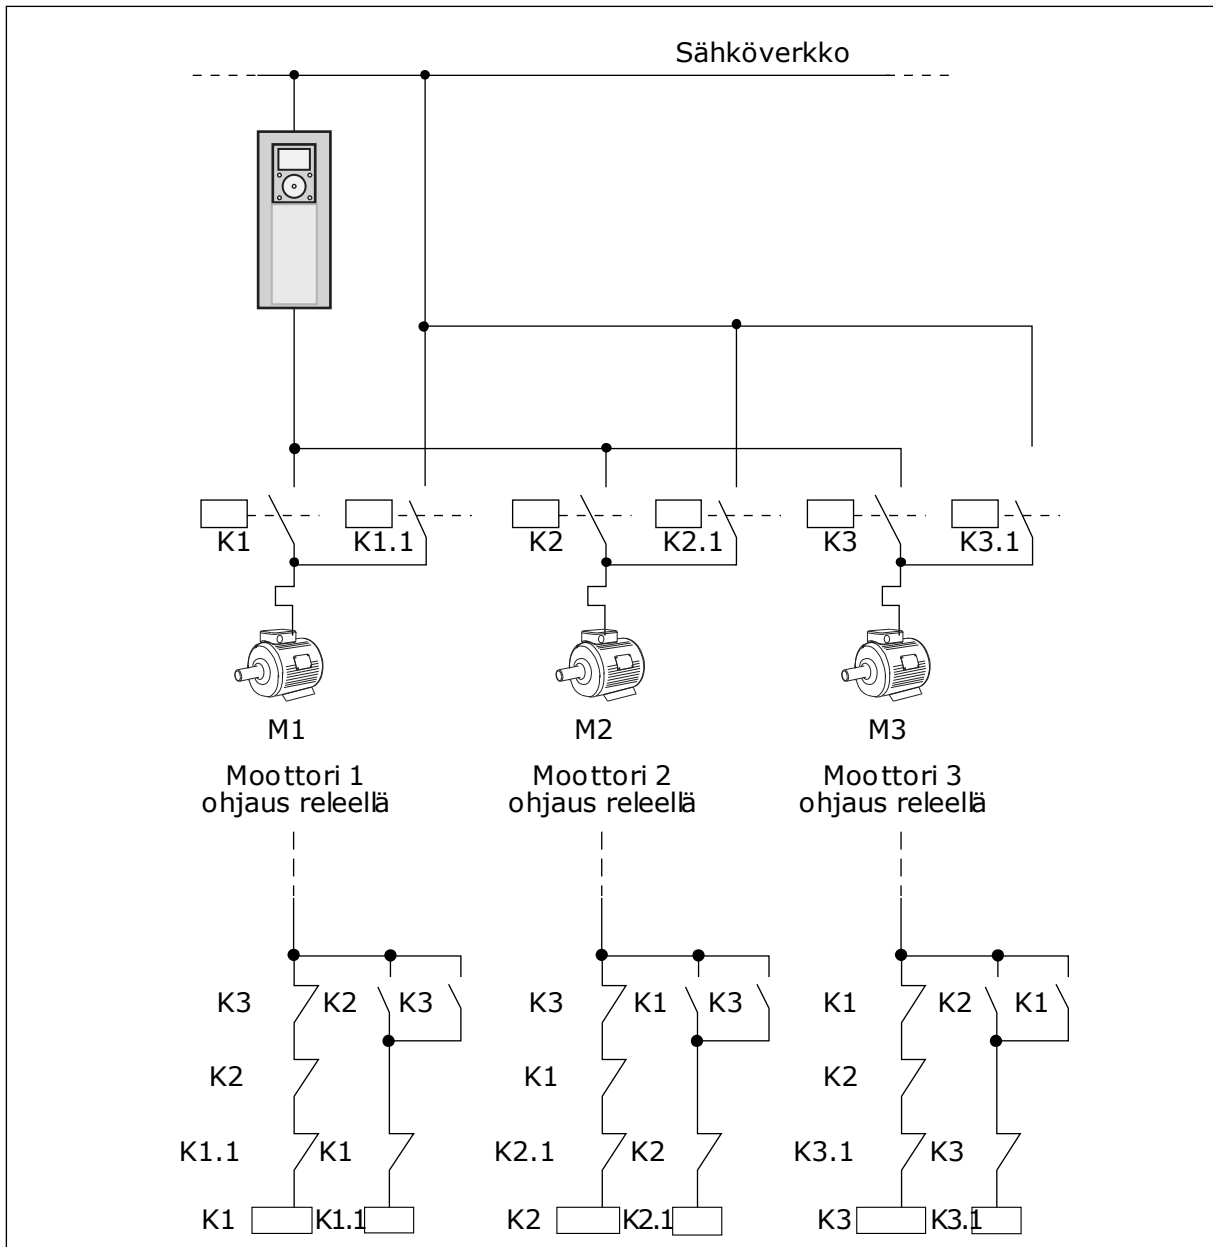 Sähköverkko
K1 K1.1 K2 K2.1 K3 K3.1
M1 M2 M3
Moottori 1 Moottori 2 Moottori 3
ohjaus releellä ohjaus releellä ohjaus releellä
K3 K2 K3 K3 K1 K3 K1 K2 K1
K2 K1 K2
K1.1 K1 K2.1 K2 K3.1 K3
K1 K1.1 K2 K2.1 K3 K3.1